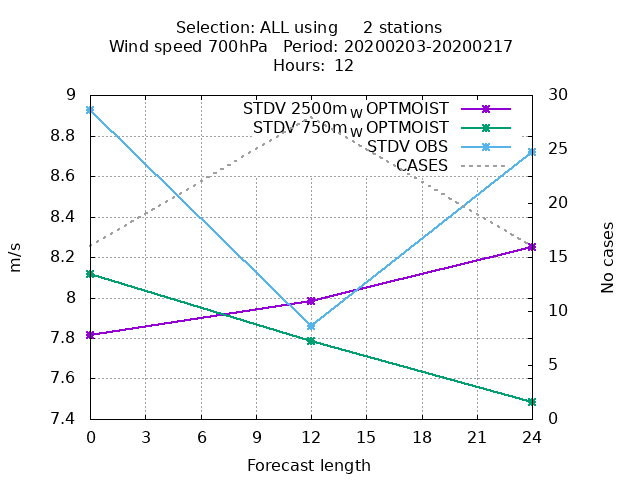 Selection: ALL using     2 stations
Wind speed 700hPa   Period: 20200203-20200217
Hours: 12
STDV 2500m_W OPTMOIST
STDV 750m_W OPTMOIST
STDV OBS
CASES
9
8.8
8.6
8.4
8.2
8
7.8
7.6
7.4
m/s
30
25
20
15
10
5
0
No cases
0 3 6 9 12 15 18 21 24
Forecast length